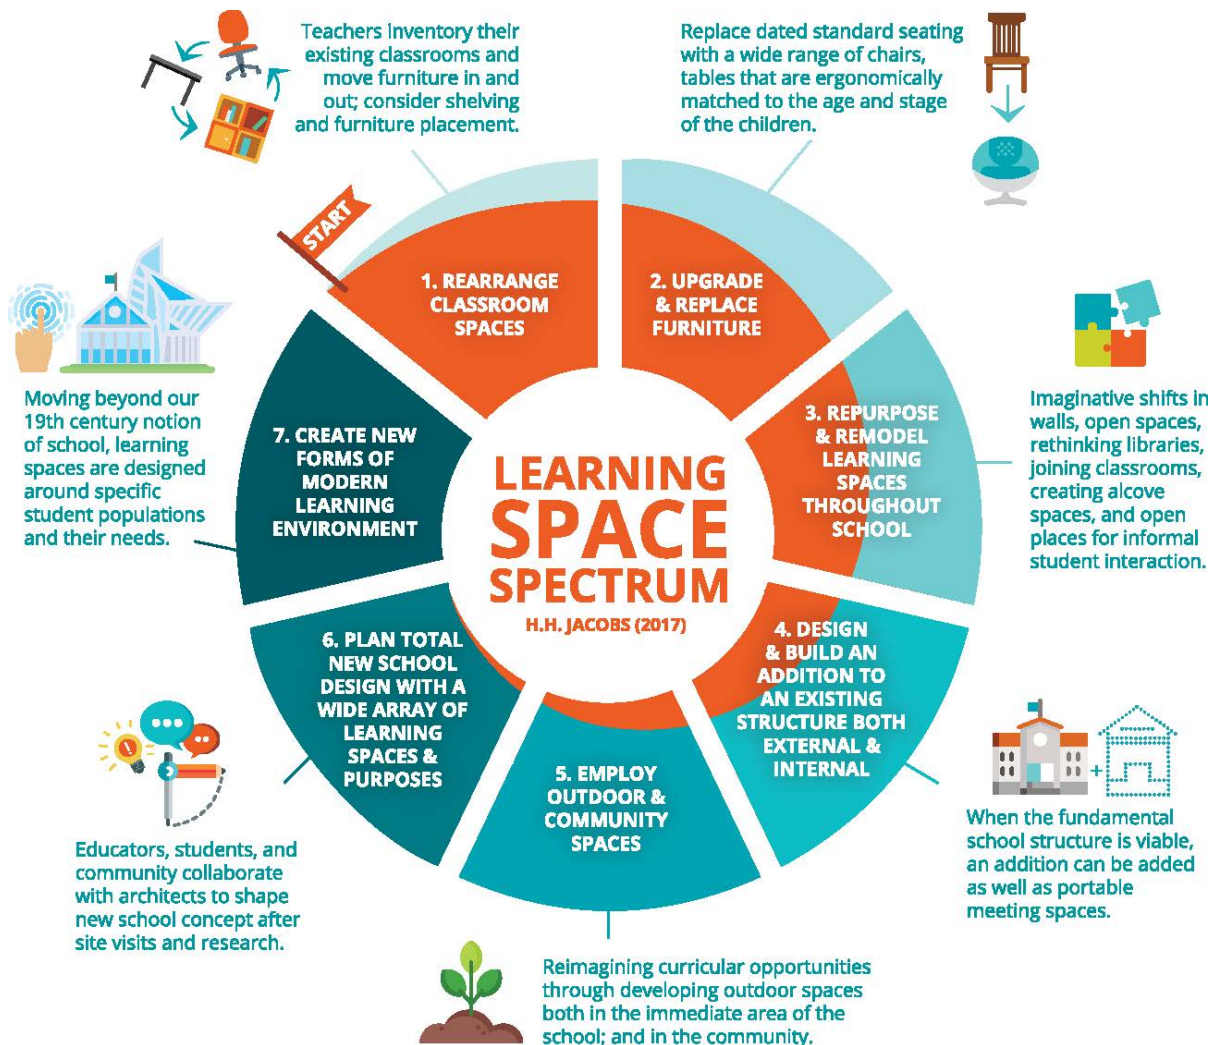 Teachers inventory their
existing classrooms and
move furniture in and
out; consider shelving
and furniture placement.
Replace dated standard seating
with a wide range of chairs,
tables that are ergonomically
matched to the age and stage
of the children.
START
1. REARRANGE
CLASSROOM
SPACES
2. UPGRADE
& REPLACE
FURNITURE
3. REPURPOSE
& REMODEL
LEARNING
SPACES
THROUGHOUT
SCHOOL
Imaginative shifts in
walls, open spaces,
rethinking libraries,
joining classrooms,
creating alcove
spaces, and open
places for informal
student interaction.
LEARNING
SPACE
SPECTRUM
H.H. JACOBS (2017)
4. DESIGN
& BUILD AN
ADDITION TO
AN EXISTING
STRUCTURE BOTH
EXTERNAL &
INTERNAL
When the fundamental
school structure is viable,
an addition can be added
as well as portable
meeting spaces.
5. EMPLOY
OUTDOOR &
COMMUNITY
SPACES
Reimagining curricular opportunities
through developing outdoor spaces
both in the immediate area of the
school; and in the community.
6. PLAN TOTAL
NEW SCHOOL
DESIGN WITH A
WIDE ARRAY OF
LEARNING
SPACES &
PURPOSES
Educators, students, and
community collaborate
with architects to shape
new school concept after
site visits and research.
7. CREATE NEW
FORMS OF
MODERN
LEARNING
ENVIRONMENT
Moving beyond our
19th century notion
of school, learning
spaces are designed
around specific
student populations
and their needs.